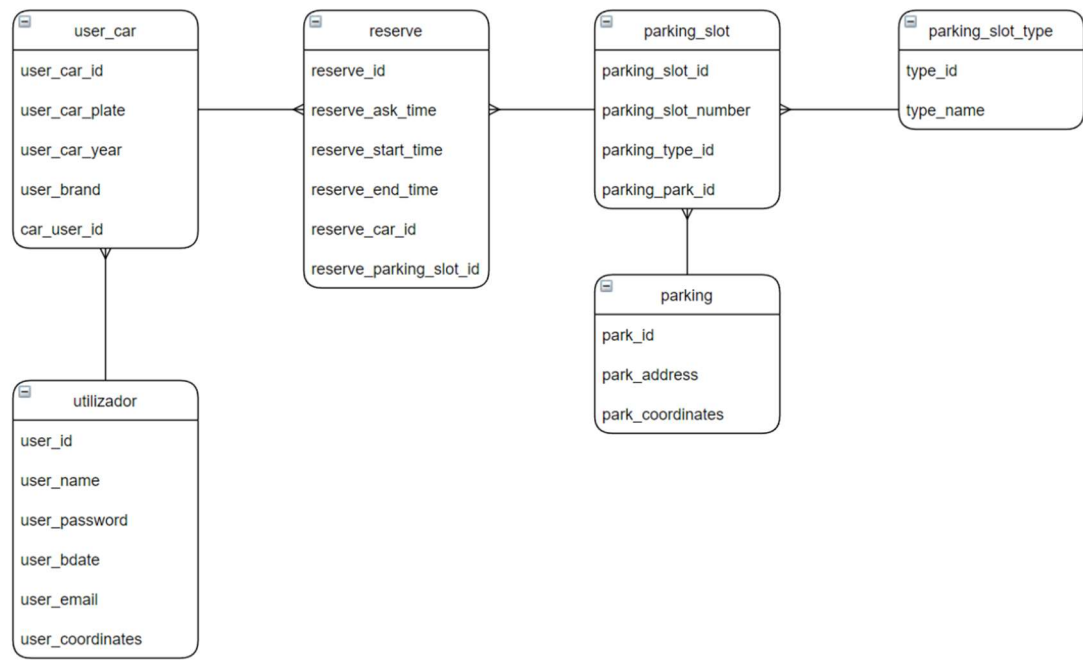 user_car
user_car_id
user_car_plate
user_car_year
user_brand
car_user_id
reserve
reserve_id
reserve_ask_time
reserve_start_time
reserve_end_time
reserve_car_id
reserve_parking_slot_id
parking_slot
parking_slot_id
parking_slot_number
parking_type_id
parking_park_id
parking_slot_type
type_id
type_name
parking
park_id
park_address
park_coordinates
utilizador
user_id
user_name
user_password
user_bdate
user_email
user_coordinates